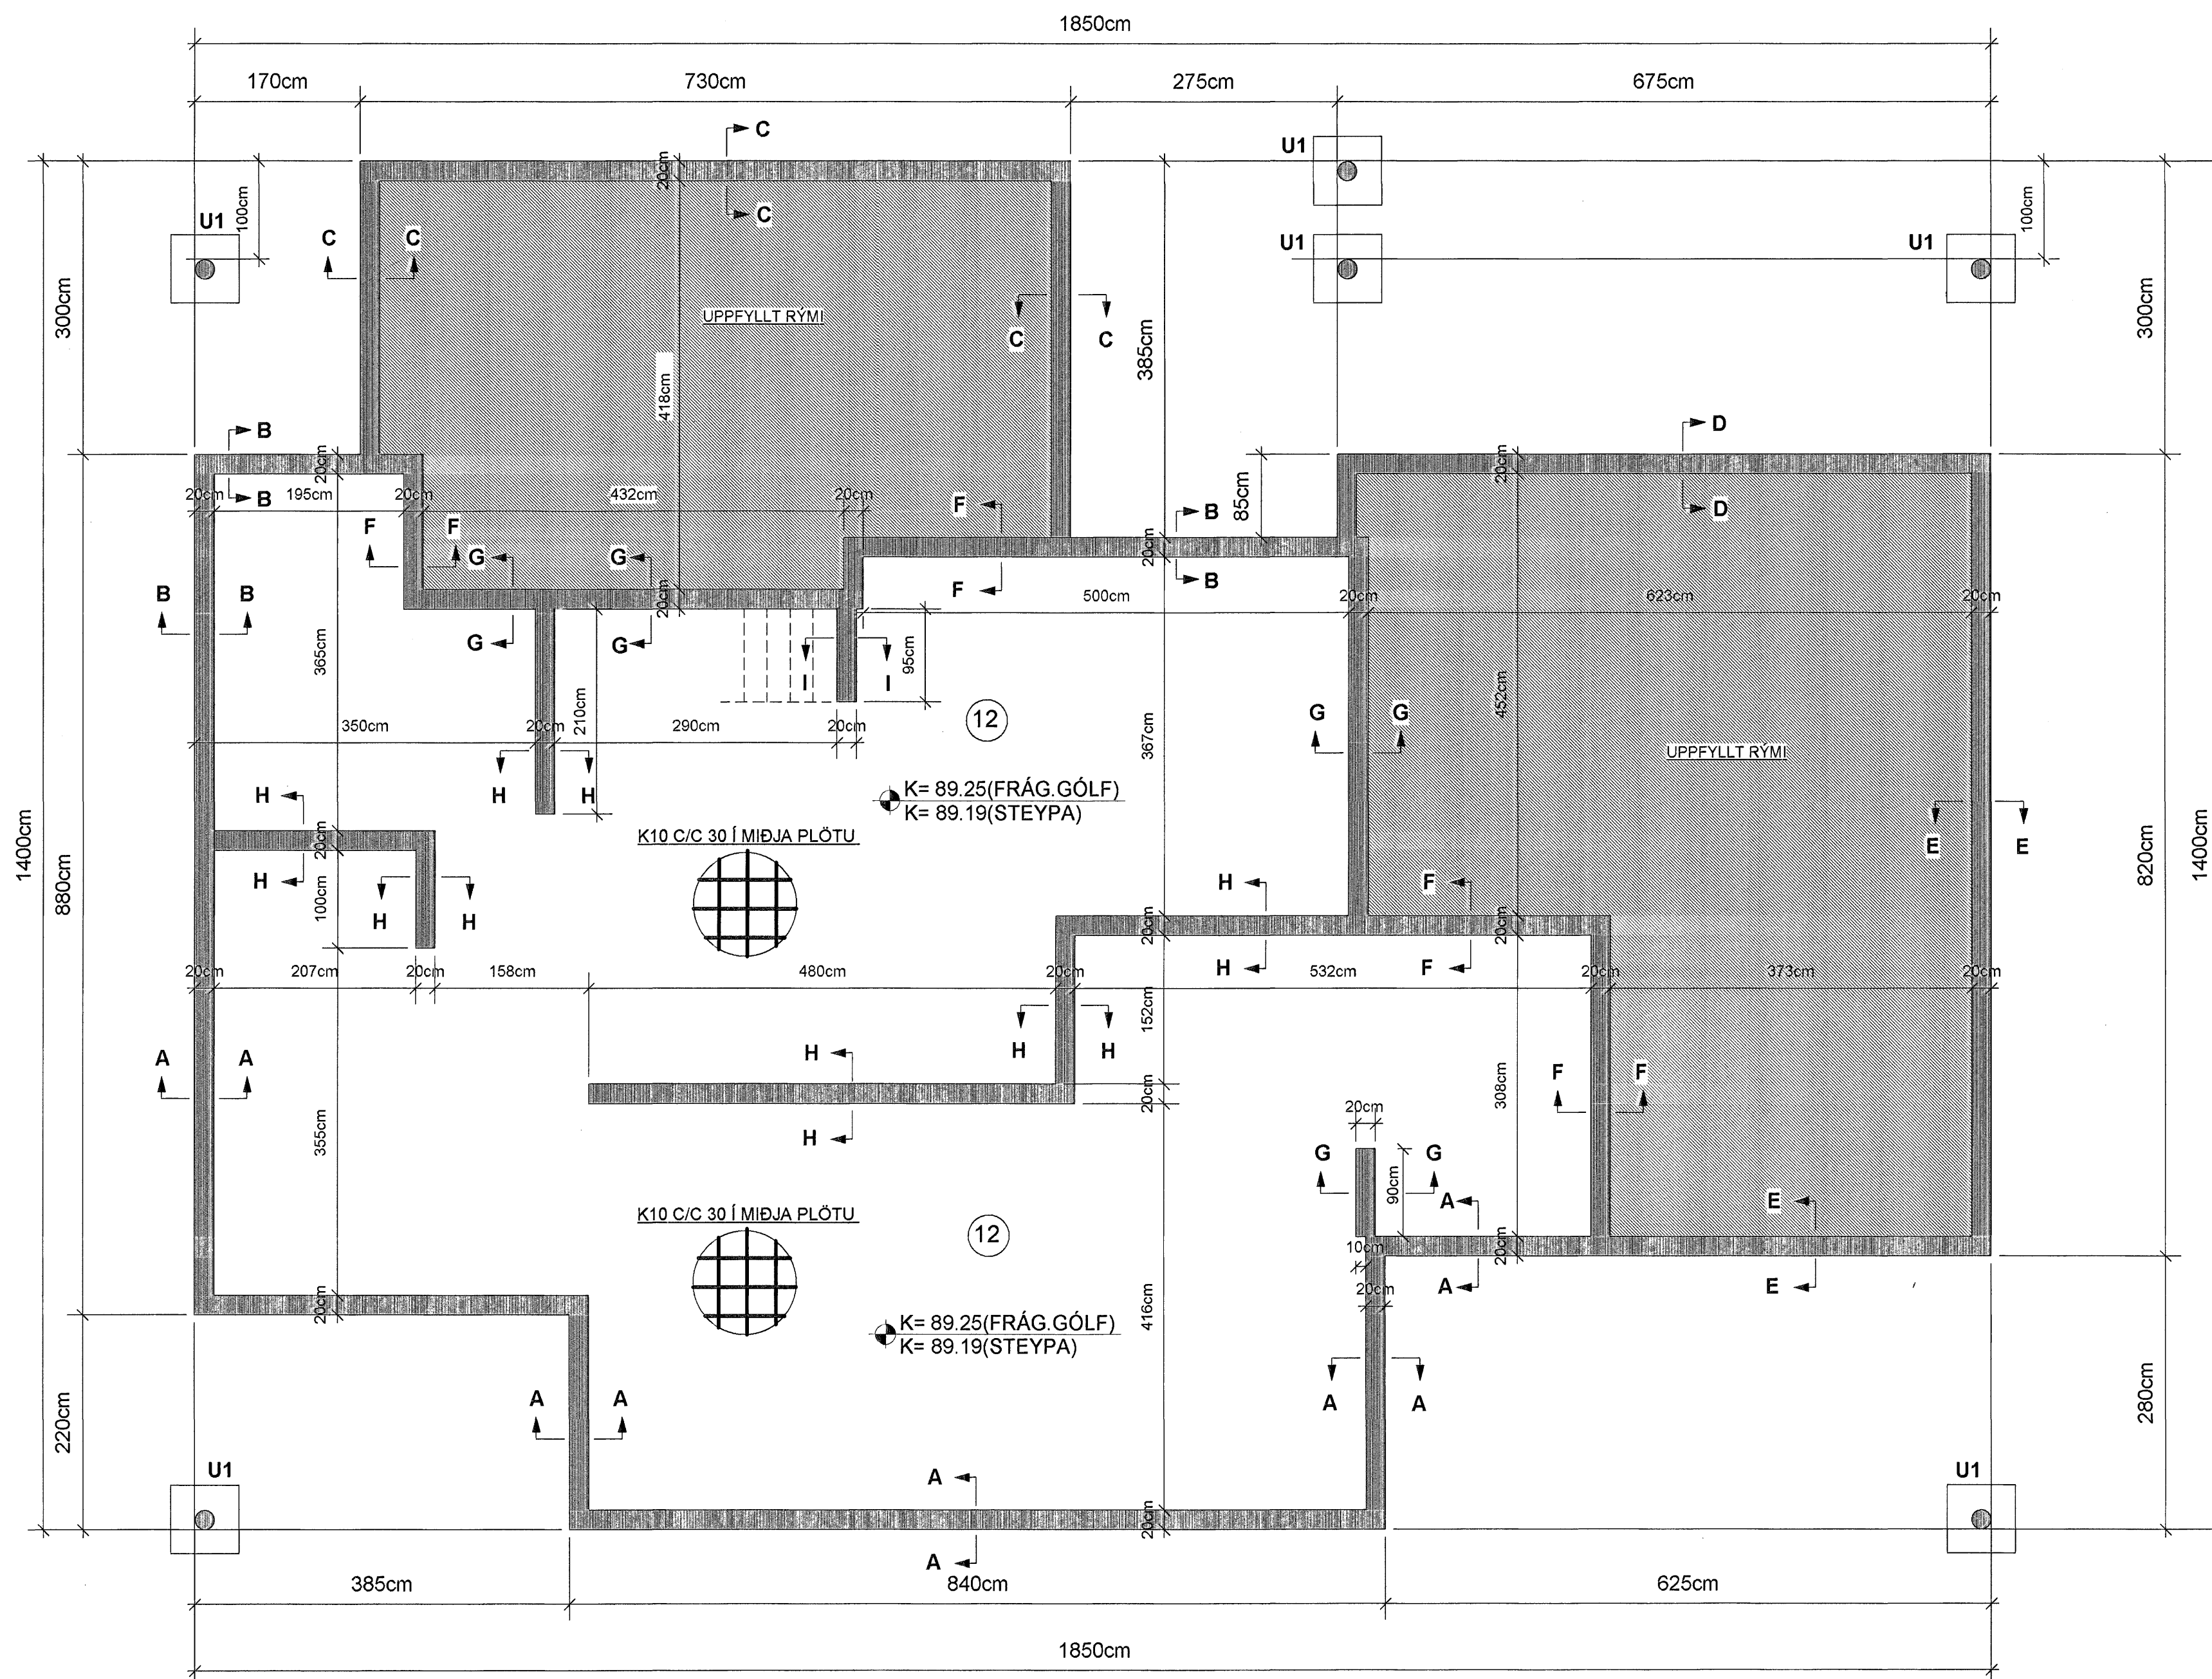 1850cm
170cm
730cm
275cm
675cm
C
U1
20cm
C
100cm
100cm
U1
C
C
U1
U1
300cm
UPPFYLLT RÝMI
C
C
385cm
300cm
418cm
B
D
20cm
20cm
20cm
195cm
20cm
432cm
20cm
B
F
B
85cm
D
F
F
G
G
20cm
B
B
B
F
20cm
500cm
20cm
623cm
20cm
G
G
365cm
I
I
95cm
452cm
350cm
20cm
210cm
290cm
20cm
12
367cm
G
G
UPPFYLLT RÝMI
H
H
H
K= 89.25(FRÁG.GÓLF)
K= 89.19(STEYPA)
K10 C/C 30 Í MIÐJA PLÖTU
20cm
E
E
1400cm
880cm
H
100cm
H
H
H
F
820cm
1400cm
20cm
20cm
20cm
207cm
20cm
158cm
480cm
20cm
H
532cm
F
20cm
373cm
20cm
152cm
H
H
H
A
A
20cm
308cm
F
F
355cm
H
20cm
G
G
90cm
A
E
K10 C/C 30 Í MIÐJA PLÖTU
12
10cm
20cm
A
E
20cm
20cm
416cm
K= 89.25(FRÁG.GÓLF)
K= 89.19(STEYPA)
A
A
A
A
220cm
280cm
U1
A
U1
20cm
A
385cm
840cm
625cm
1850cm